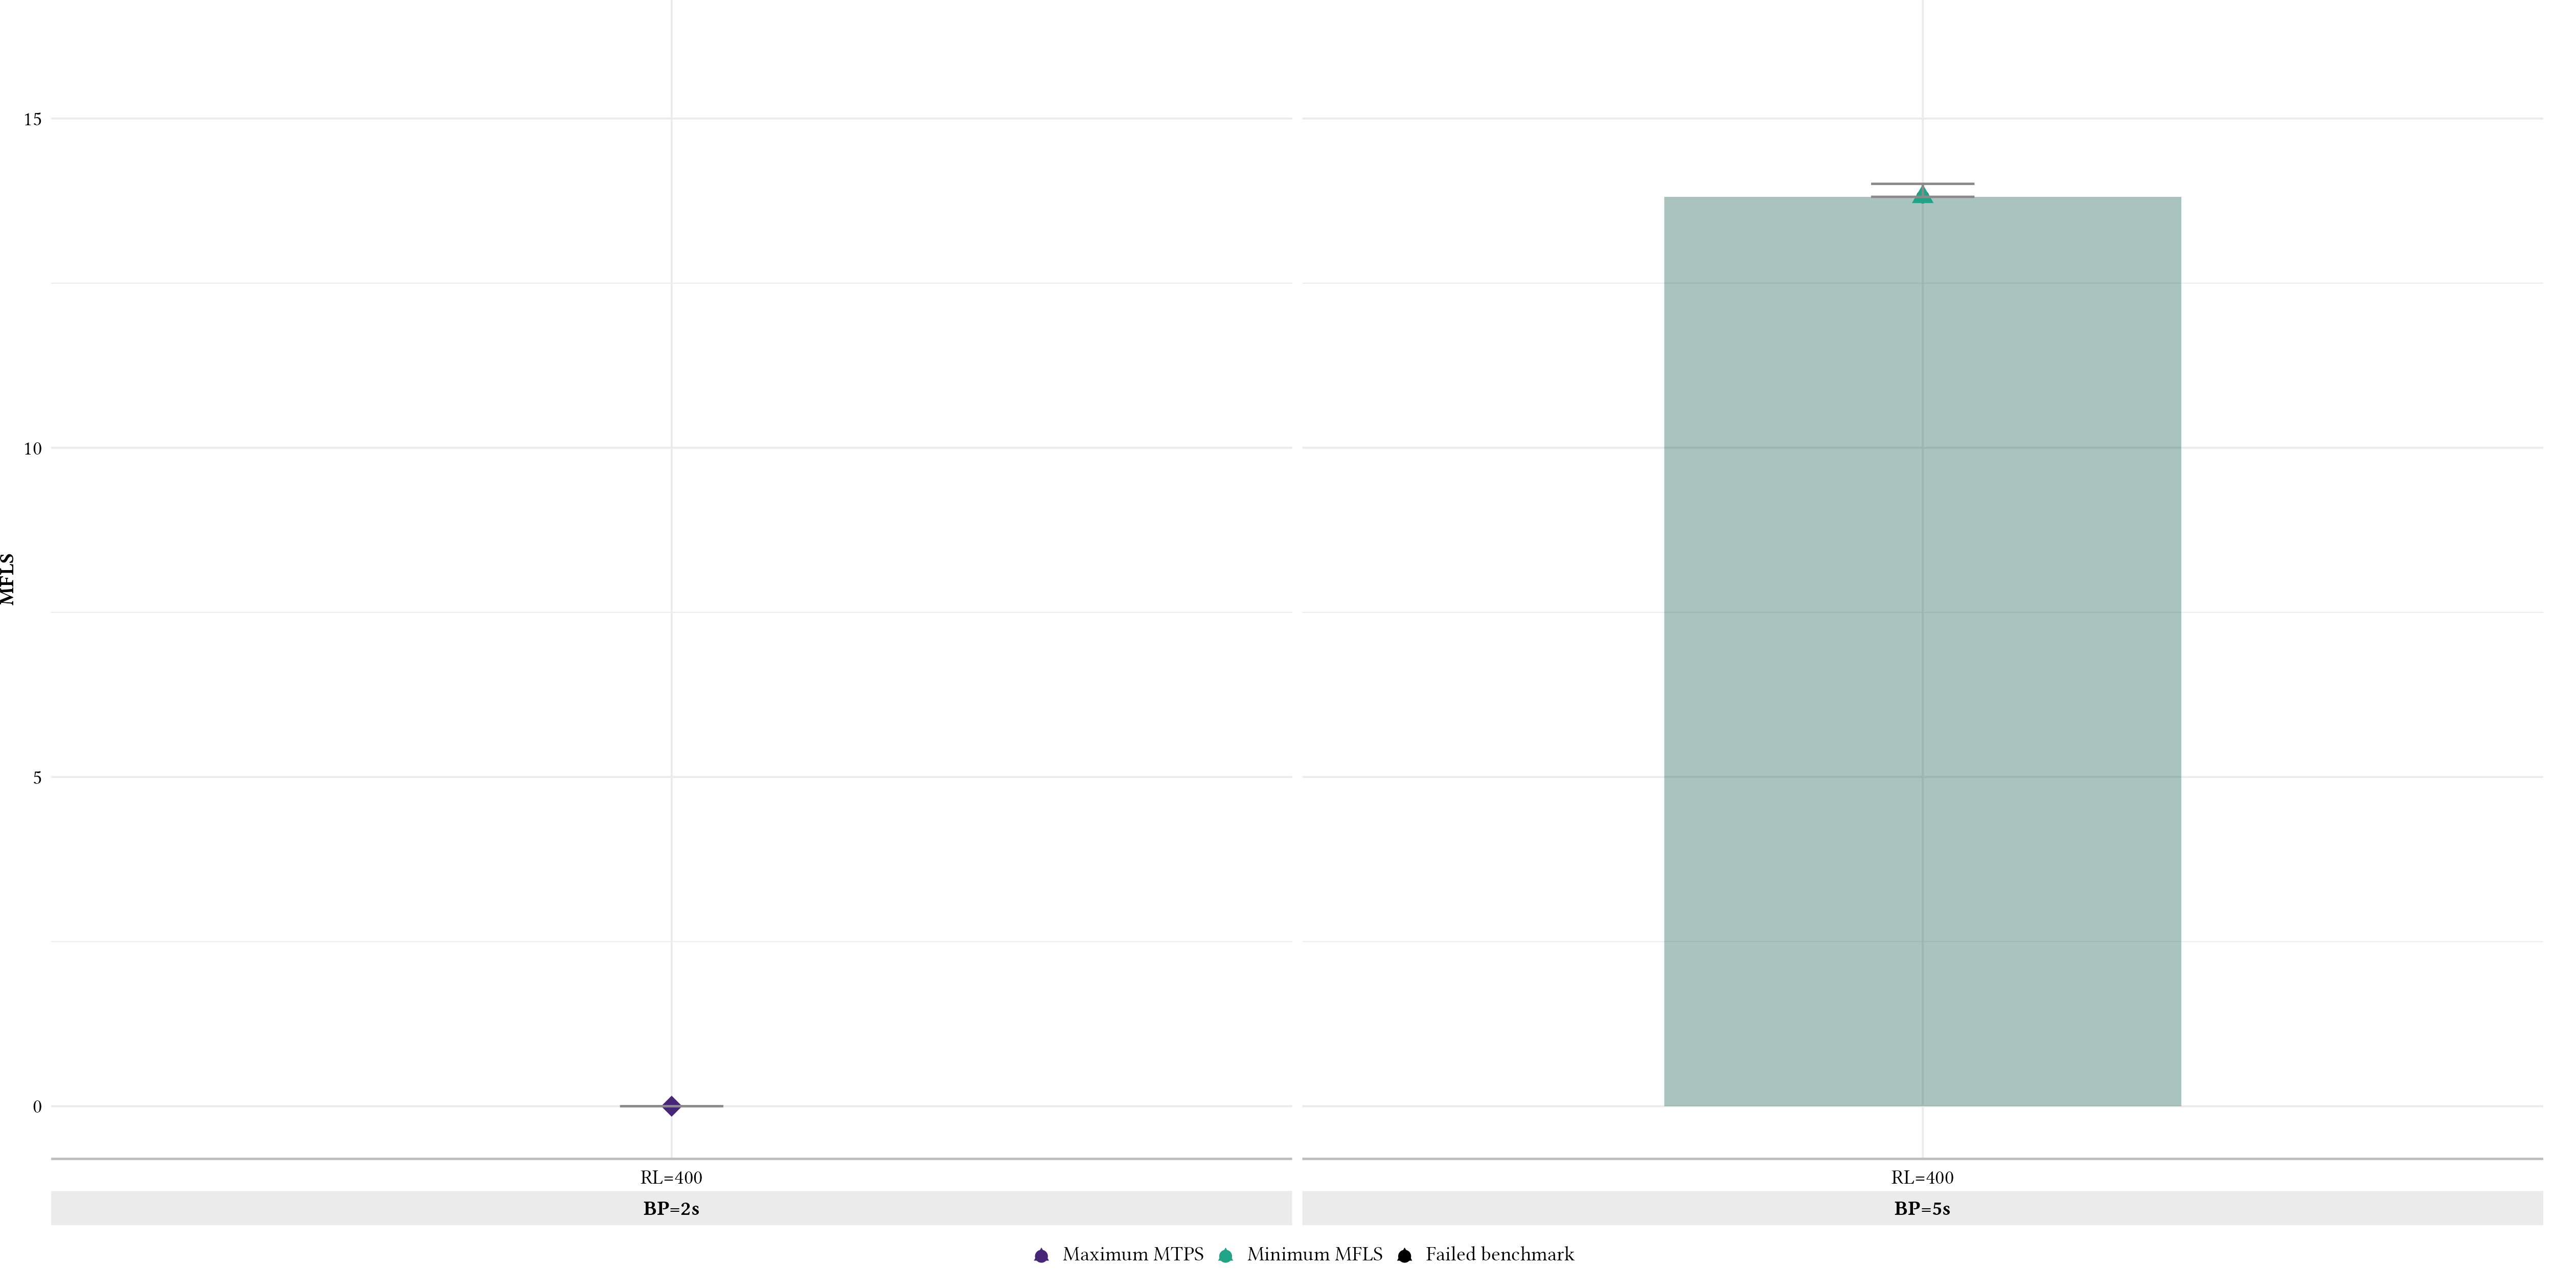 15
10
MFLS
5
0
RL=400 RL=400
BP=2s BP=5s
Maximum MTPS Minimum MFLS Failed benchmark